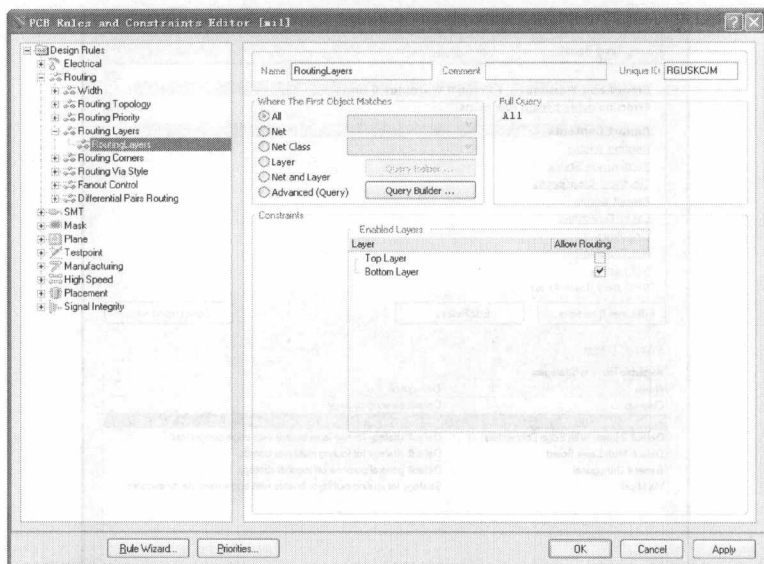 PCB Rules and Constraints Editor [mil]
Design Rules
Electrical
Routing
Width
Routing Topology
Routing Priority
Routing Layers
RoutingLayers
Routing Corners
Routing Via Style
Fanout Control
Differential Pairs Routing
SMT
Mask
Plane
Testpoint
Manufacturing
High Speed
Placement
Signal Integrity
Name RoutingLayers Comment Unique ID RGUSKCJM
Where The First Object Matches
All
Net
Net Class
Layer
Net and Layer
Advanced (Query)
Query Helper ...
Query Builder ...
Full Query
All
Constraints
Enabled Layers
Layer Allow Routing
Top Layer
Bottom Layer
Rule Wizard... Priorities... OK Cancel Apply